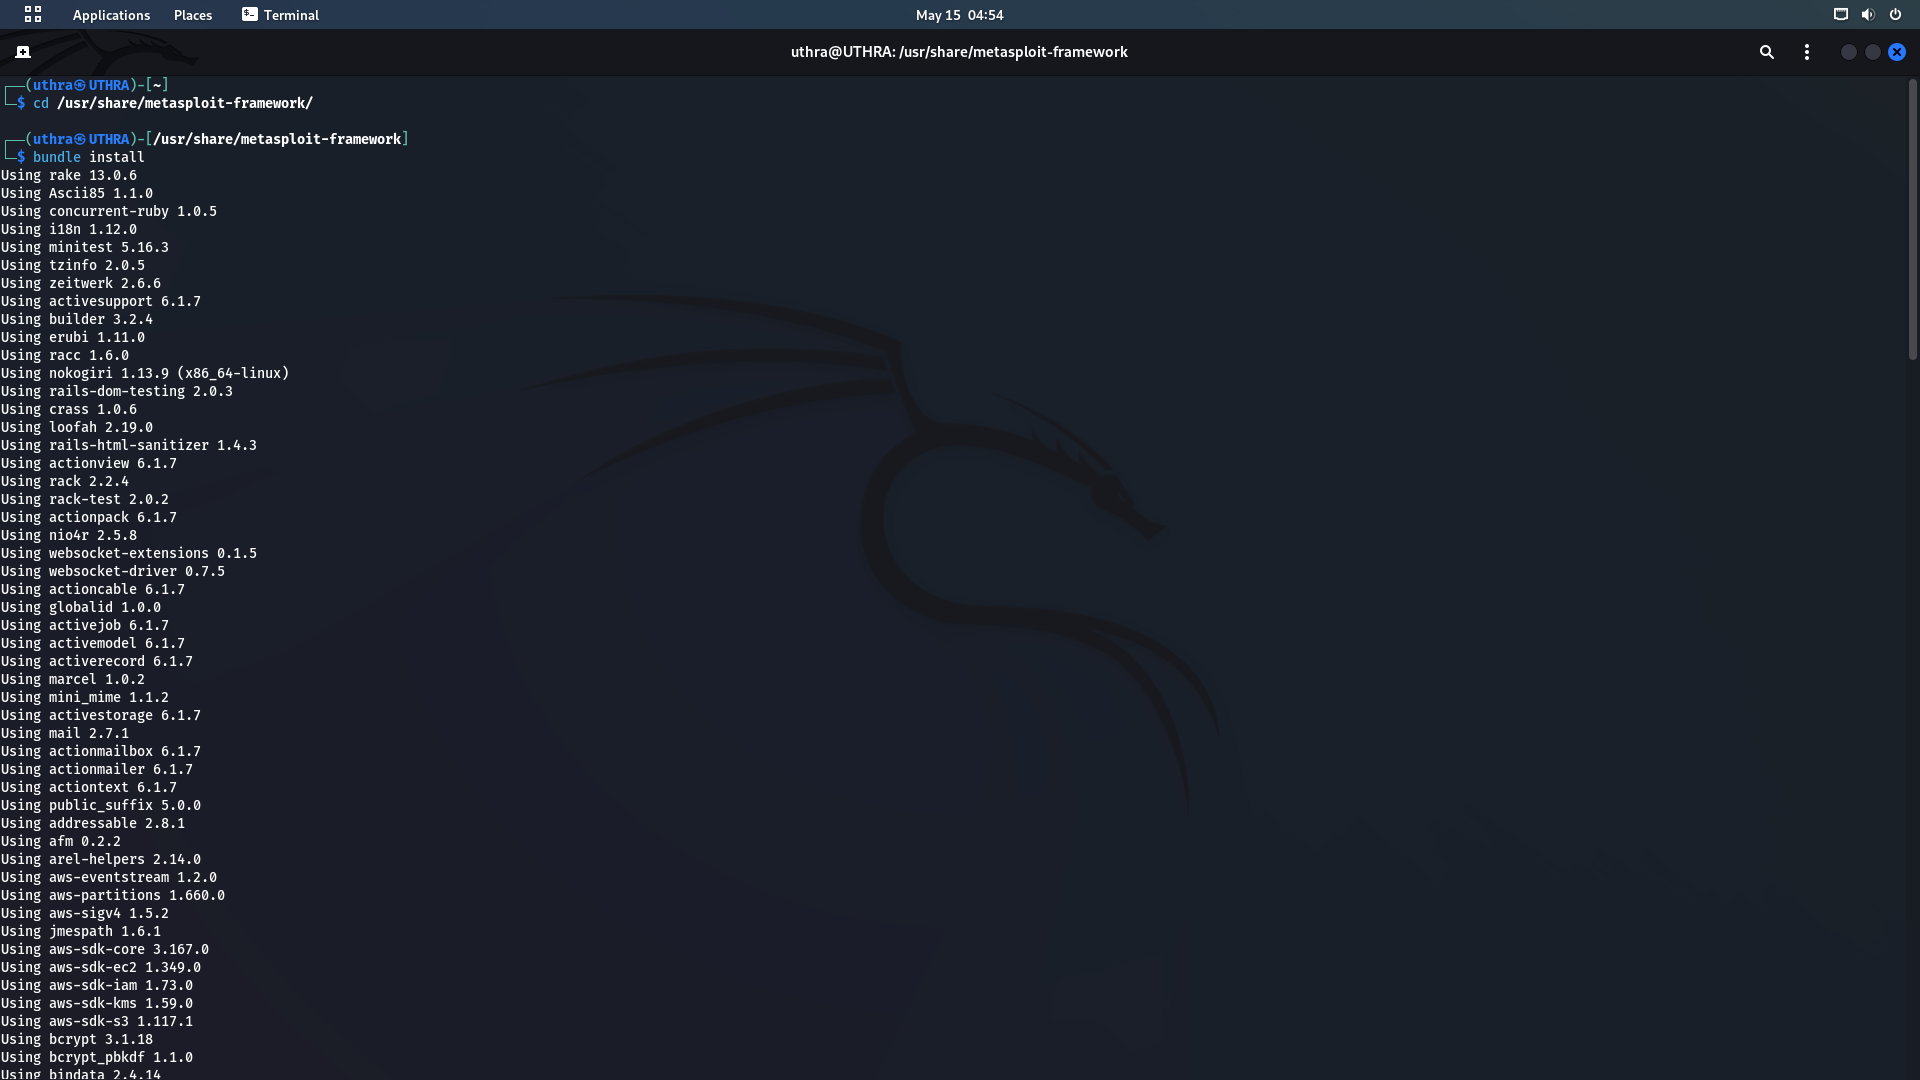 Applications Places Terminal May 15 04:54
uthra@UTHRA: /usr/share/metasploit-framework
(uthra㉿UTHRA)-[~]
$ cd /usr/share/metasploit-framework/
(uthra㉿UTHRA)-[/usr/share/metasploit-framework]
$ bundle install
Using rake 13.0.6
Using Ascii85 1.1.0
Using concurrent-ruby 1.0.5
Using i18n 1.12.0
Using minitest 5.16.3
Using tzinfo 2.0.5
Using zeitwerk 2.6.6
Using activesupport 6.1.7
Using builder 3.2.4
Using erubi 1.11.0
Using racc 1.6.0
Using nokogiri 1.13.9 (x86_64-linux)
Using rails-dom-testing 2.0.3
Using crass 1.0.6
Using loofah 2.19.0
Using rails-html-sanitizer 1.4.3
Using actionview 6.1.7
Using rack 2.2.4
Using rack-test 2.0.2
Using actionpack 6.1.7
Using nio4r 2.5.8
Using websocket-extensions 0.1.5
Using websocket-driver 0.7.5
Using actioncable 6.1.7
Using globalid 1.0.0
Using activejob 6.1.7
Using activemodel 6.1.7
Using activerecord 6.1.7
Using marcel 1.0.2
Using mini_mime 1.1.2
Using activestorage 6.1.7
Using mail 2.7.1
Using actionmailbox 6.1.7
Using actionmailer 6.1.7
Using actiontext 6.1.7
Using public_suffix 5.0.0
Using addressable 2.8.1
Using afm 0.2.2
Using arel-helpers 2.14.0
Using aws-eventstream 1.2.0
Using aws-partitions 1.660.0
Using aws-sigv4 1.5.2
Using jmespath 1.6.1
Using aws-sdk-core 3.167.0
Using aws-sdk-ec2 1.349.0
Using aws-sdk-iam 1.73.0
Using aws-sdk-kms 1.59.0
Using aws-sdk-s3 1.117.1
Using bcrypt 3.1.18
Using bcrypt_pbkdf 1.1.0
Using bindata 2.4.14